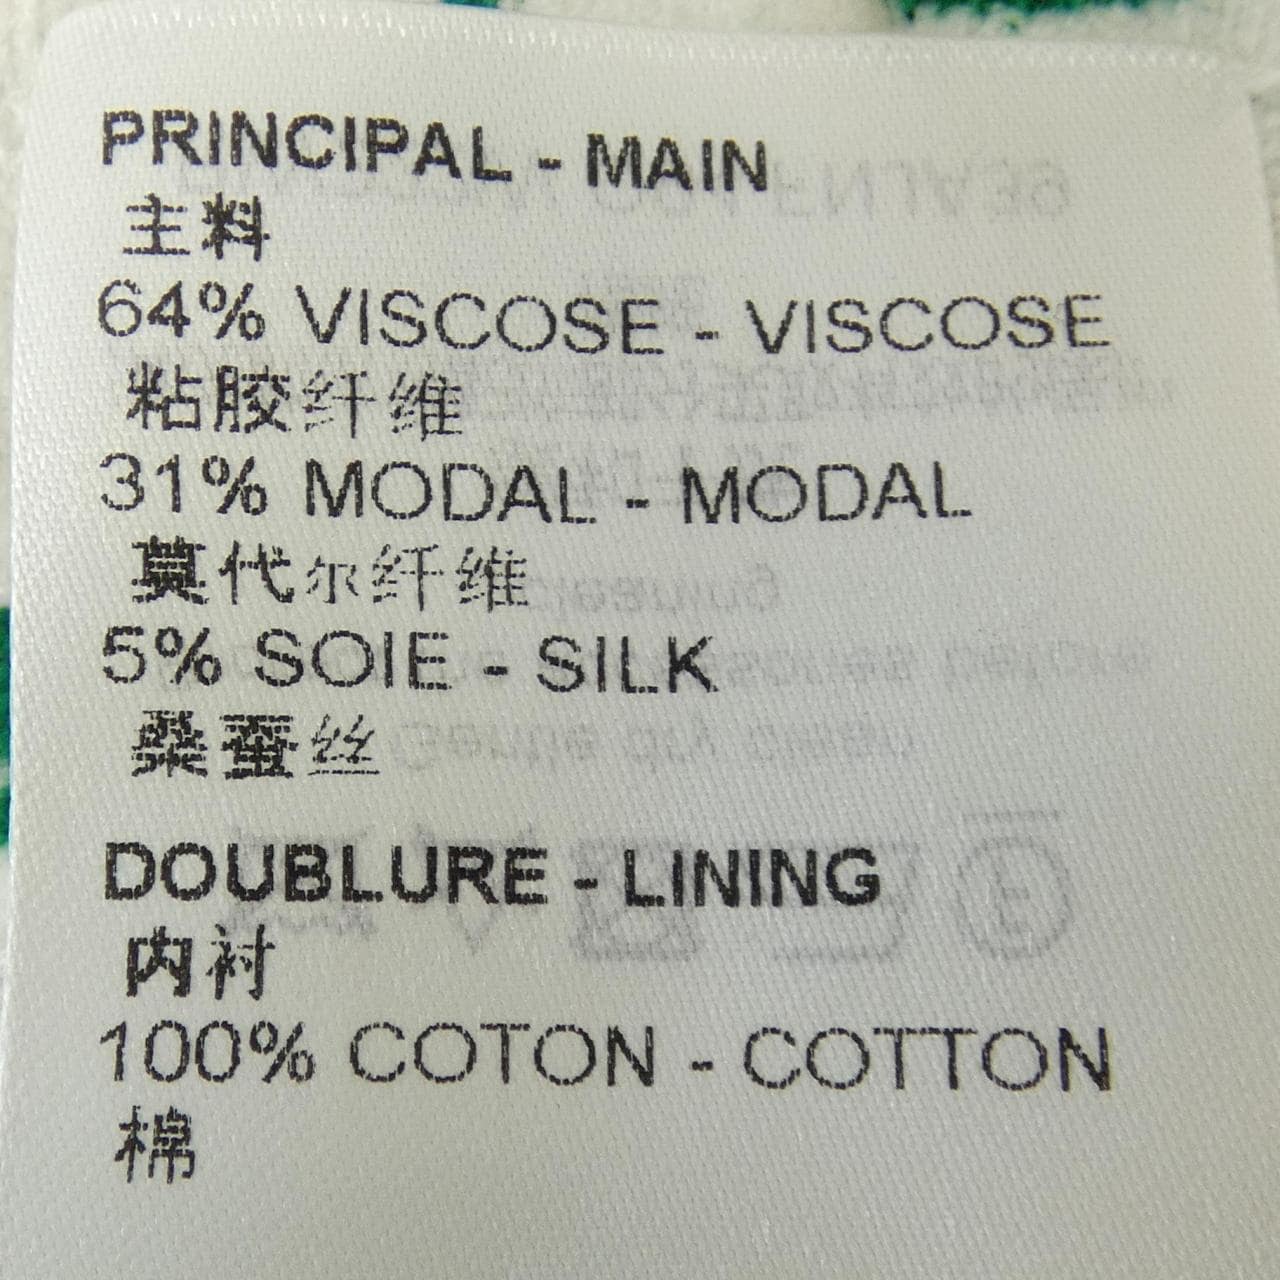 PRINCIPAL - MAIN
主料
64% VISCOSE - VISCOSE
粘胶纤维
31% MODAL - MODAL
莫代尔纤维
5% SOIE - SILK
桑蚕丝
DOUBLURE - LINING
内衬
100% COTON - COTTON
棉